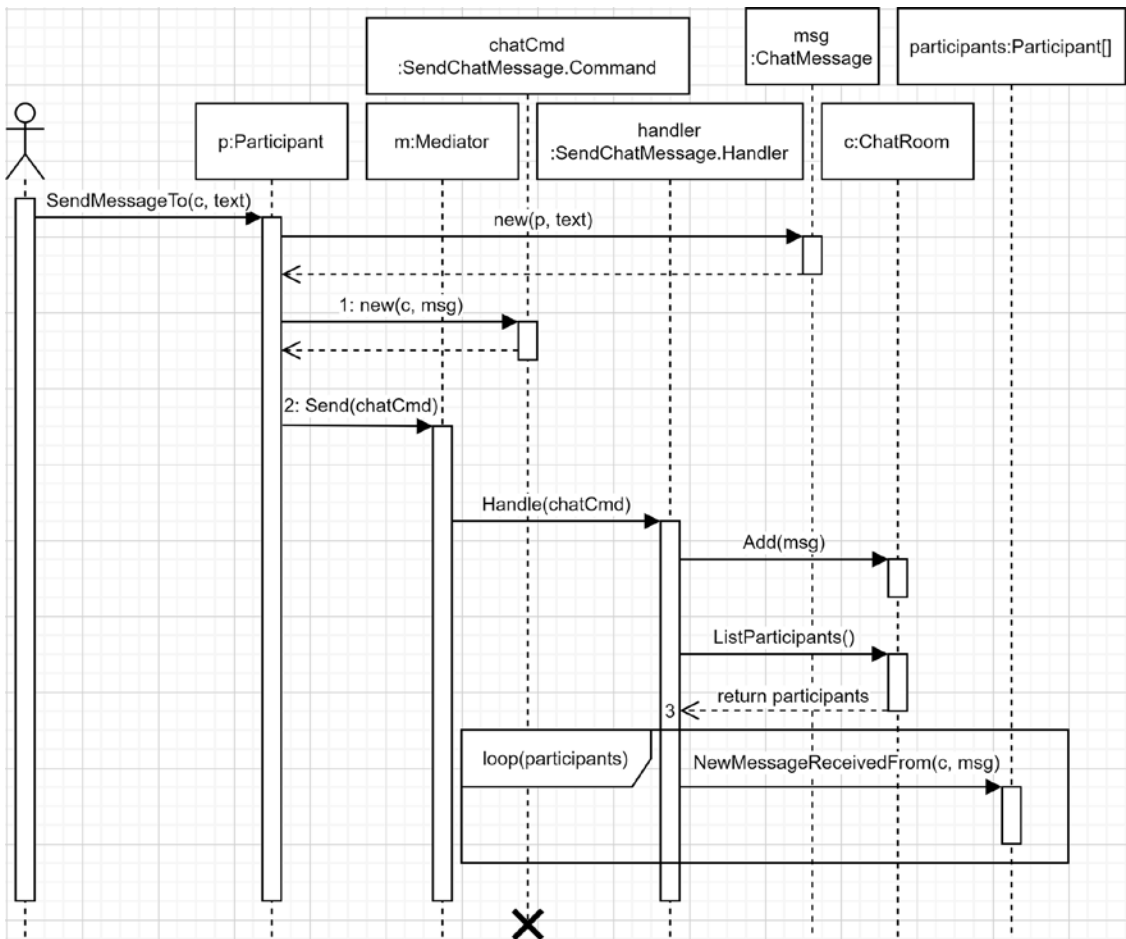 chatCmd
:SendChatMessage.Command
msg
:ChatMessage
participants:Participant[]
p:Participant
m:Mediator
handler
:SendChatMessage.Handler
c:ChatRoom
SendMessageTo(c, text)
new(p, text)
1: new(c, msg)
2: Send(chatCmd)
Handle(chatCmd)
Add(msg)
ListParticipants()
return participants
3
loop(participants)
NewMessageReceivedFrom(c, msg)